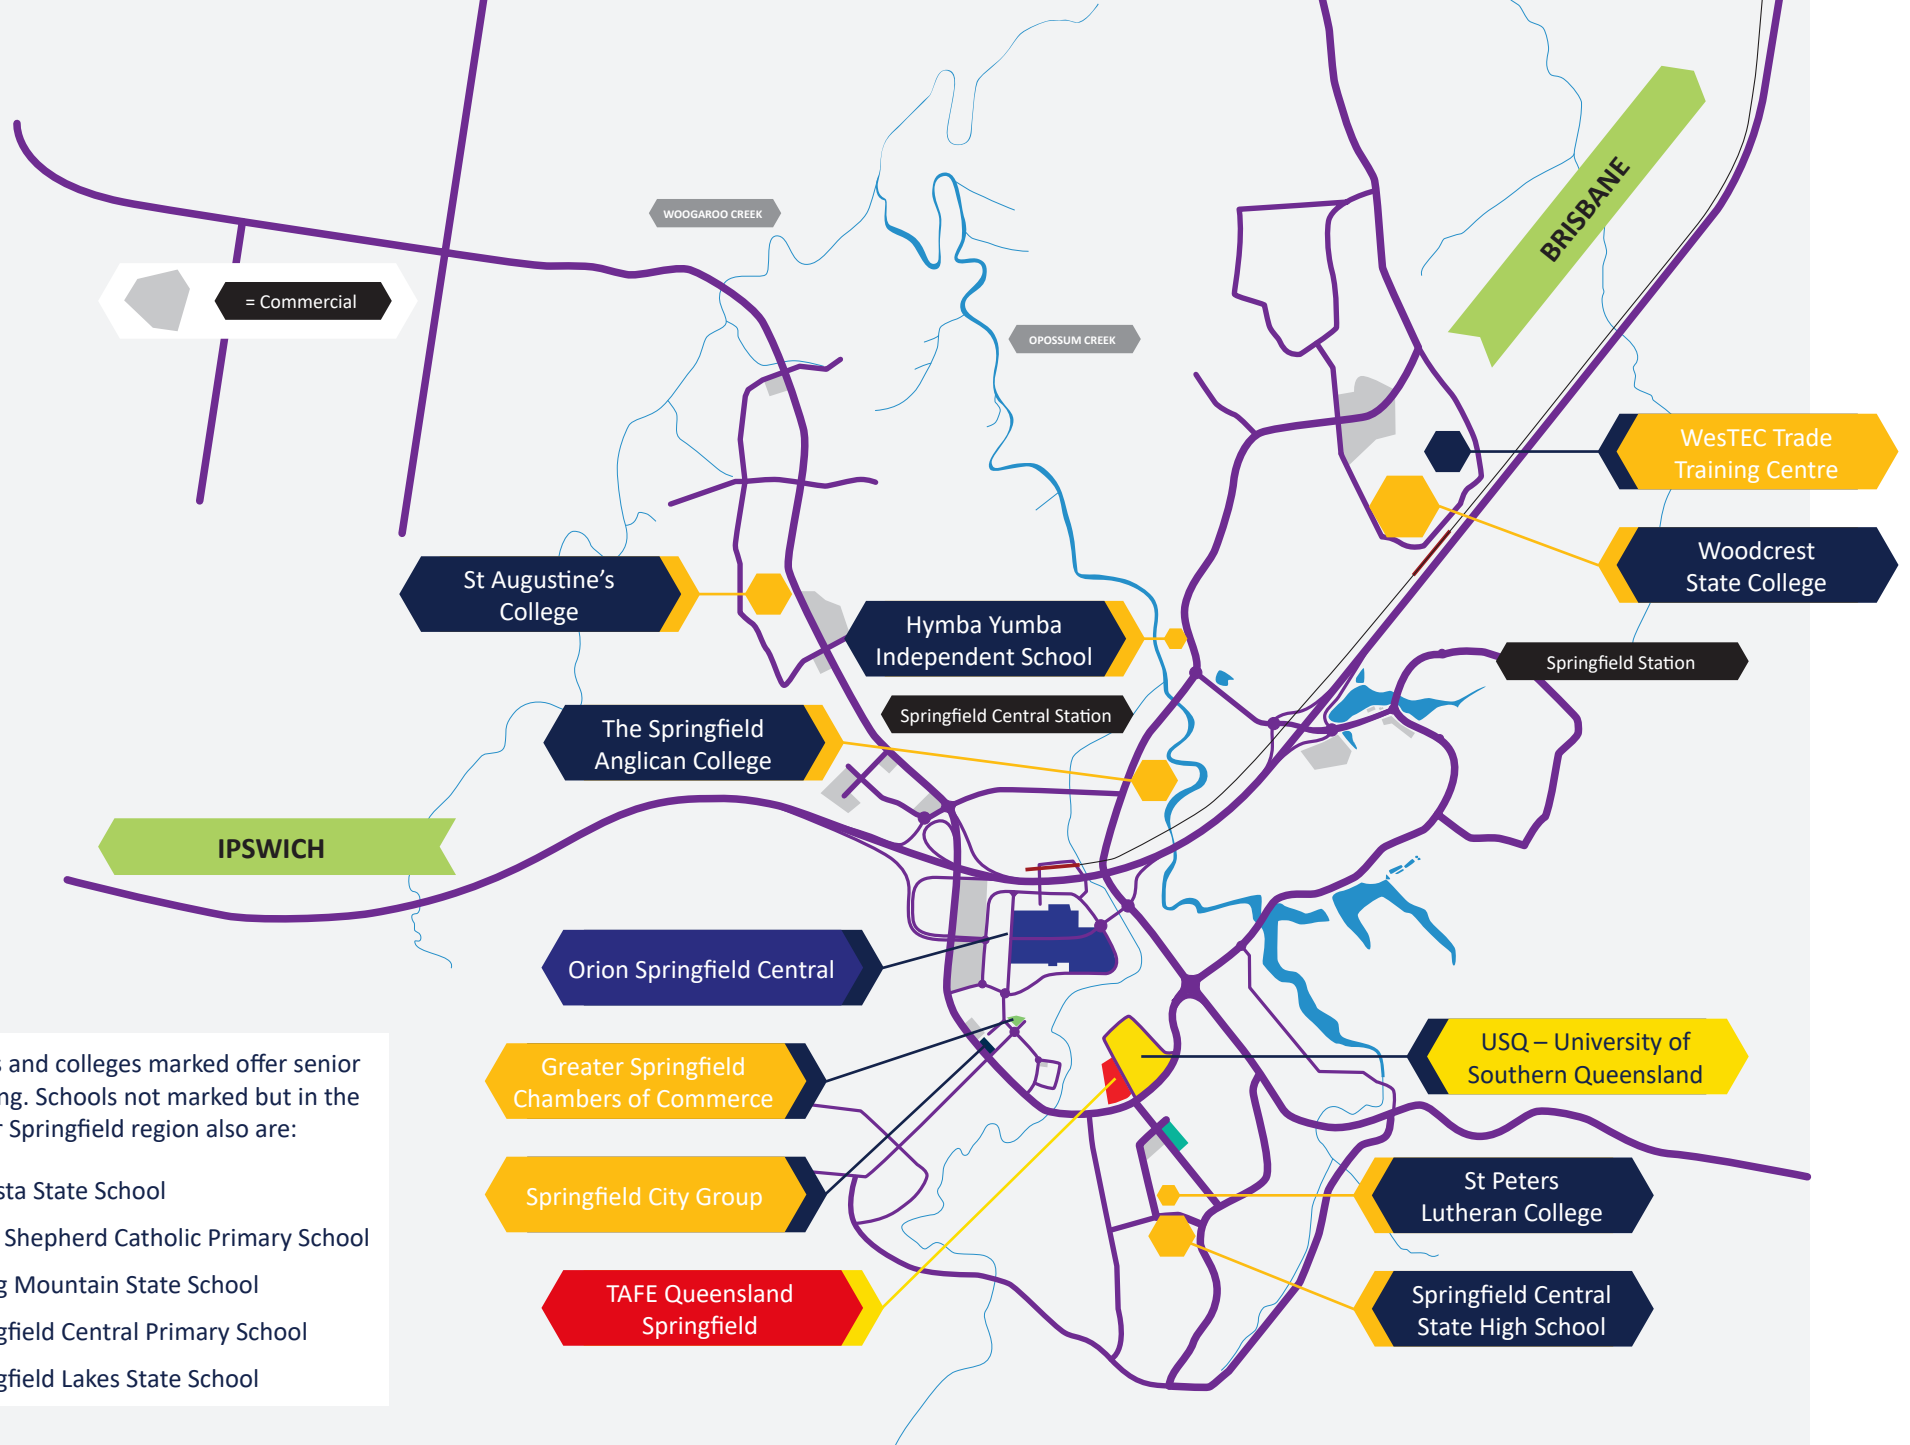 BRISBANE
WOOGAROO CREEK
= Commercial
OPOSSUM CREEK
WesTEC Trade
Training Centre
Woodcrest
State College
St Augustine’s
College
Hymba Yumba
Independent School
Springfield Station
Springfield Central Station
The Springfield
Anglican College
IPSWICH
Orion Springfield Central
Greater Springfield
Chambers of Commerce
USQ – University of
Southern Queensland
Springfield City Group
St Peters
Lutheran College
TAFE Queensland
Springfield
Springfield Central
State High School
and colleges marked offer senior
Schools not marked but in the
Springfield region also are:
State School
Shepherd Catholic Primary School
Mountain State School
Central Primary School
Lakes State School